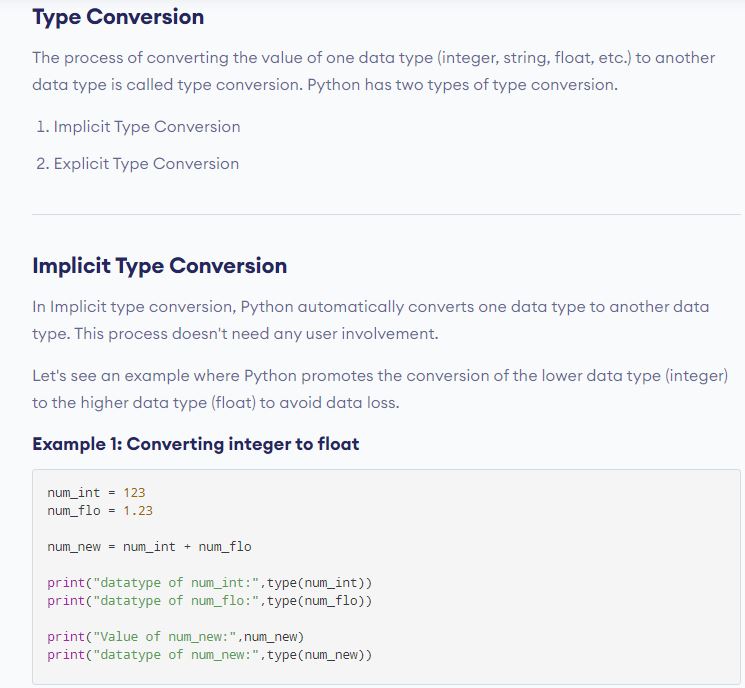 Type Conversion
The process of converting the value of one data type (integer, string, float, etc.) to another
data type is called type conversion. Python has two types of type conversion.
1. Implicit Type Conversion
2. Explicit Type Conversion
Implicit Type Conversion
In Implicit type conversion, Python automatically converts one data type to another data
type. This process doesn't need any user involvement.
Let's see an example where Python promotes the conversion of the lower data type (integer)
to the higher data type (float) to avoid data loss.
Example 1: Converting integer to float
num_int = 123
num_flo = 1.23
num_new = num_int + num_flo
print("datatype of num_int:",type(num_int))
print("datatype of num_flo:",type(num_flo))
print("Value of num_new:",num_new)
print("datatype of num_new:",type(num_new))